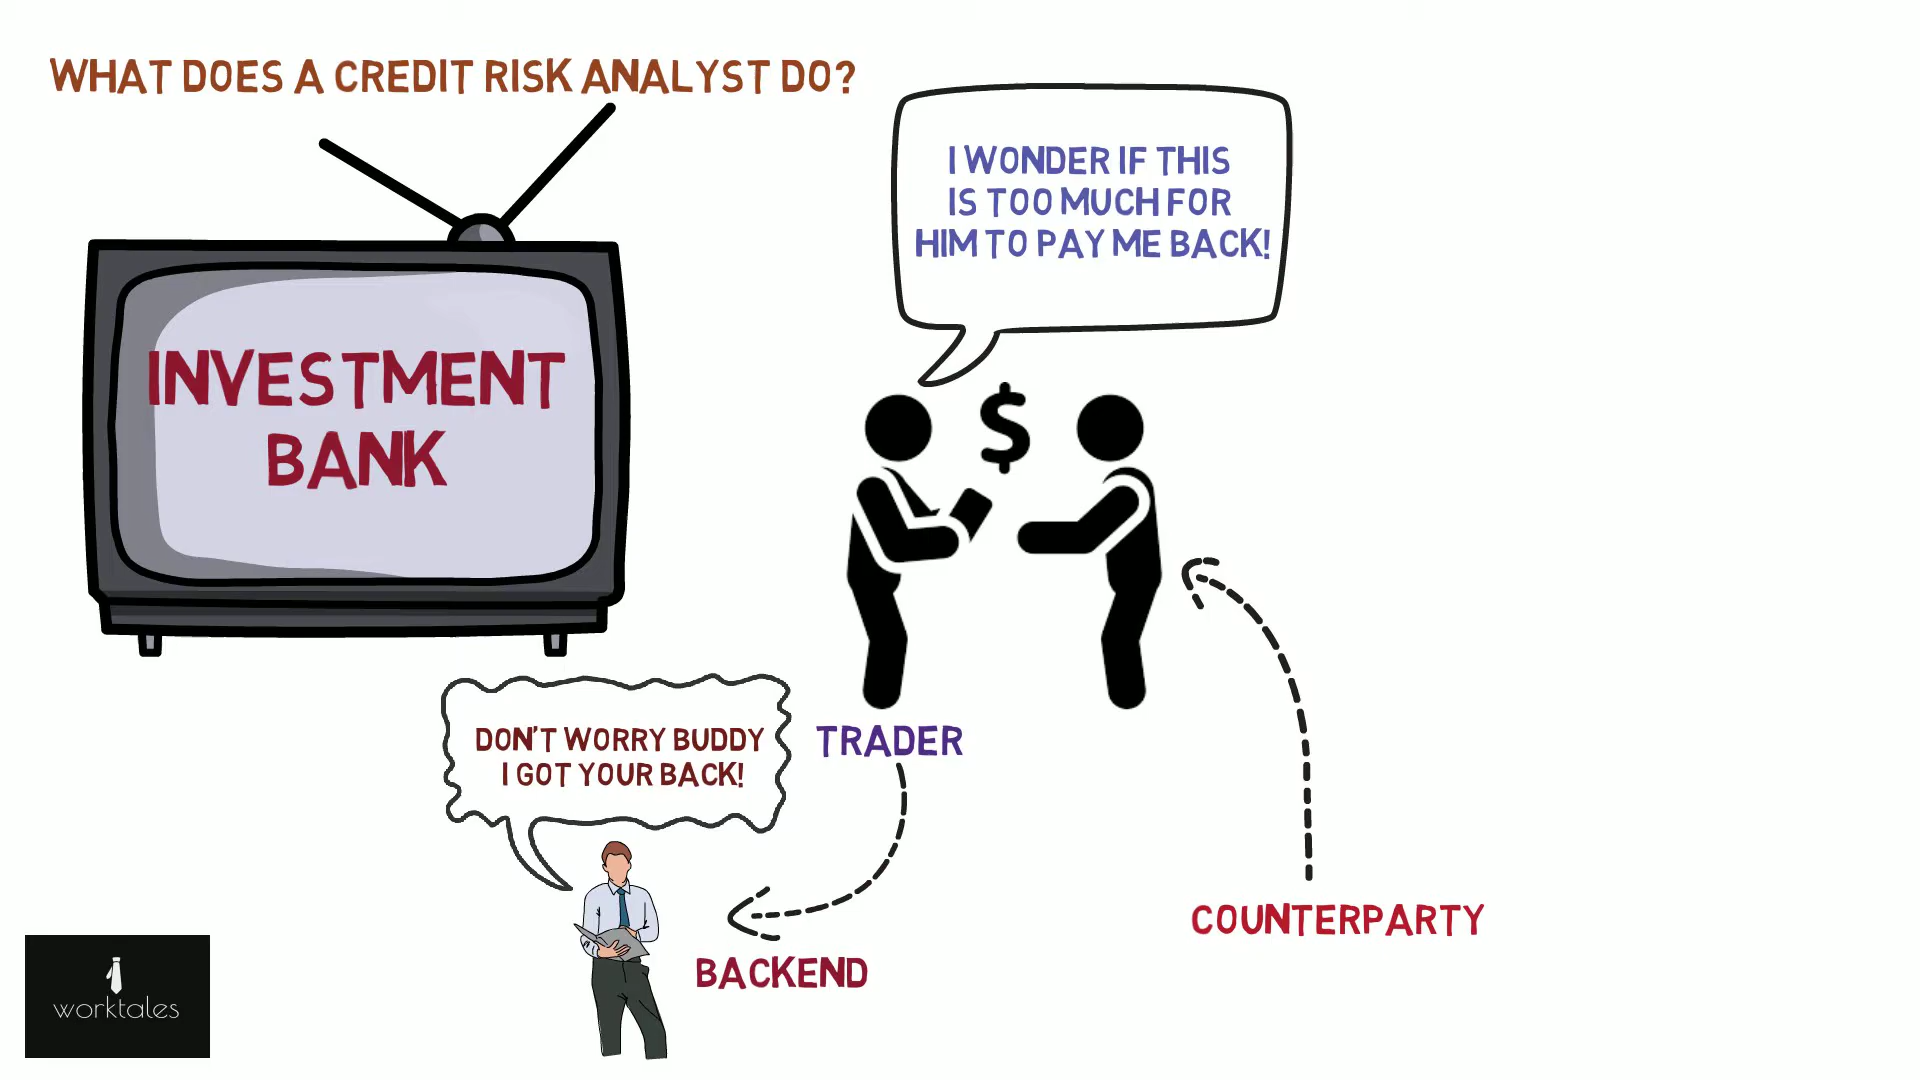 WHAT DOES A CREDIT RISK ANALYST DO?
I WONDER IF THIS
IS TOO MUCH FOR
HIM TO PAY ME BACK!
INVESTMENT
BANK
$
DON'T WORRY BUDDY
I GOT YOUR BACK!
TRADER
COUNTERPARTY
BACKEND
worktales